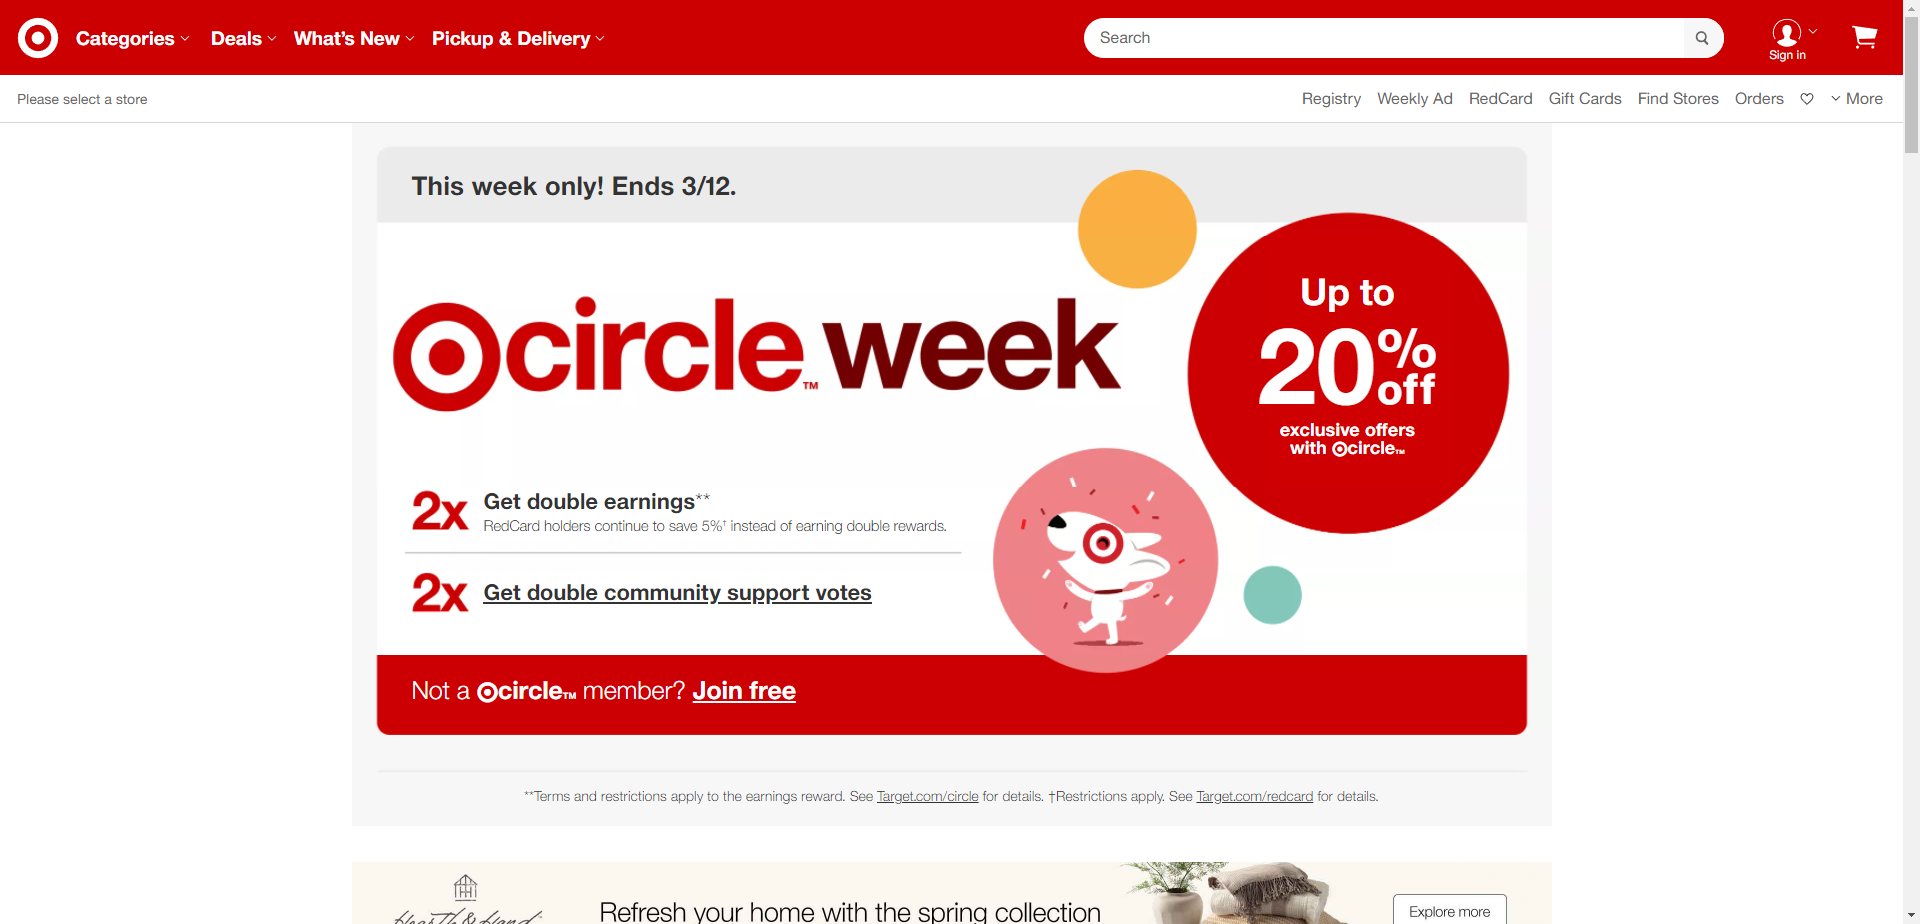 Categories Deals What's New Pickup & Delivery Search Sign in
Please select a store Registry Weekly Ad RedCard Gift Cards Find Stores Orders More
This week only! Ends 3/12.
circle™ week
Up to
20% off
exclusive offers
with circle™
2x Get double earnings**
RedCard holders continue to save 5%† instead of earning double rewards.
2x Get double community support votes
Not a circle™ member? Join free
**Terms and restrictions apply to the earnings reward. See Target.com/circle for details. †Restrictions apply. See Target.com/redcard for details.
Hearth & Hand
Refresh your home with the spring collection
Explore more